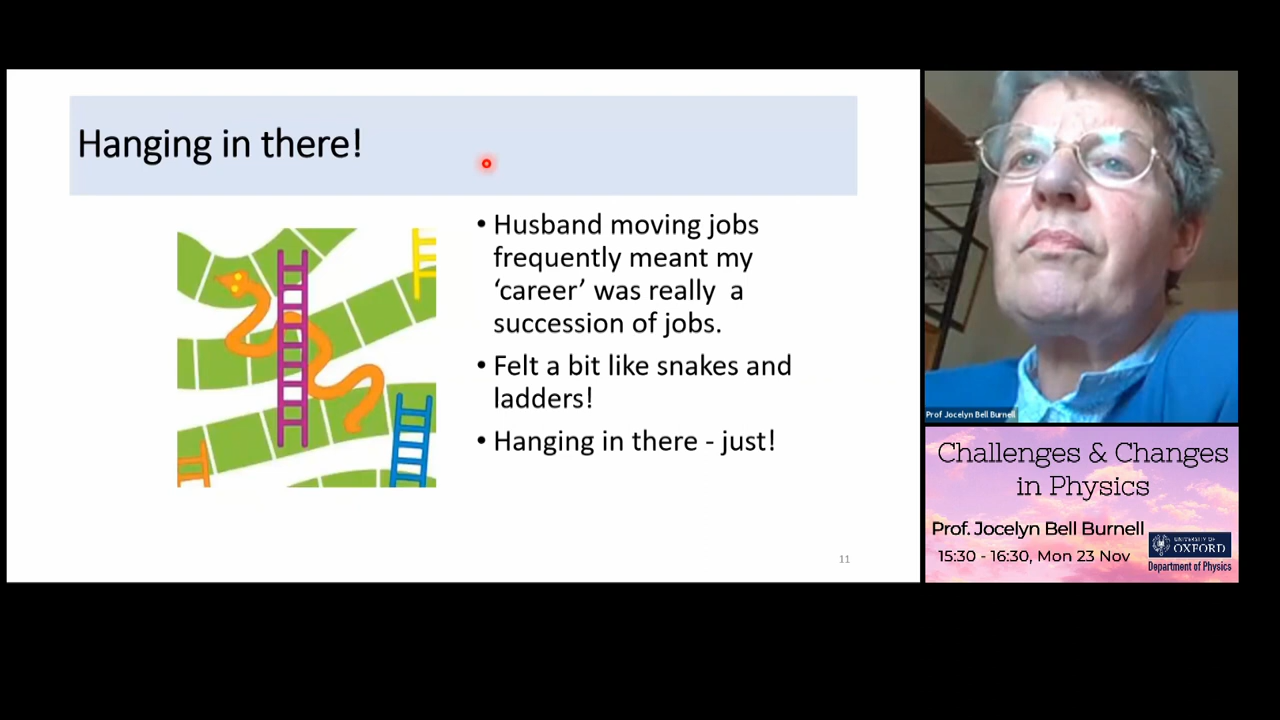 Hanging in there!
• Husband moving jobs
frequently meant my
‘career’ was really a
succession of jobs.
• Felt a bit like snakes and
ladders!
• Hanging in there - just!
11
Prof Jocelyn Bell Burnell
Challenges & Changes
in Physics
Prof. Jocelyn Bell Burnell
15:30 - 16:30, Mon 23 Nov
UNIVERSITY OF
OXFORD
Department of Physics